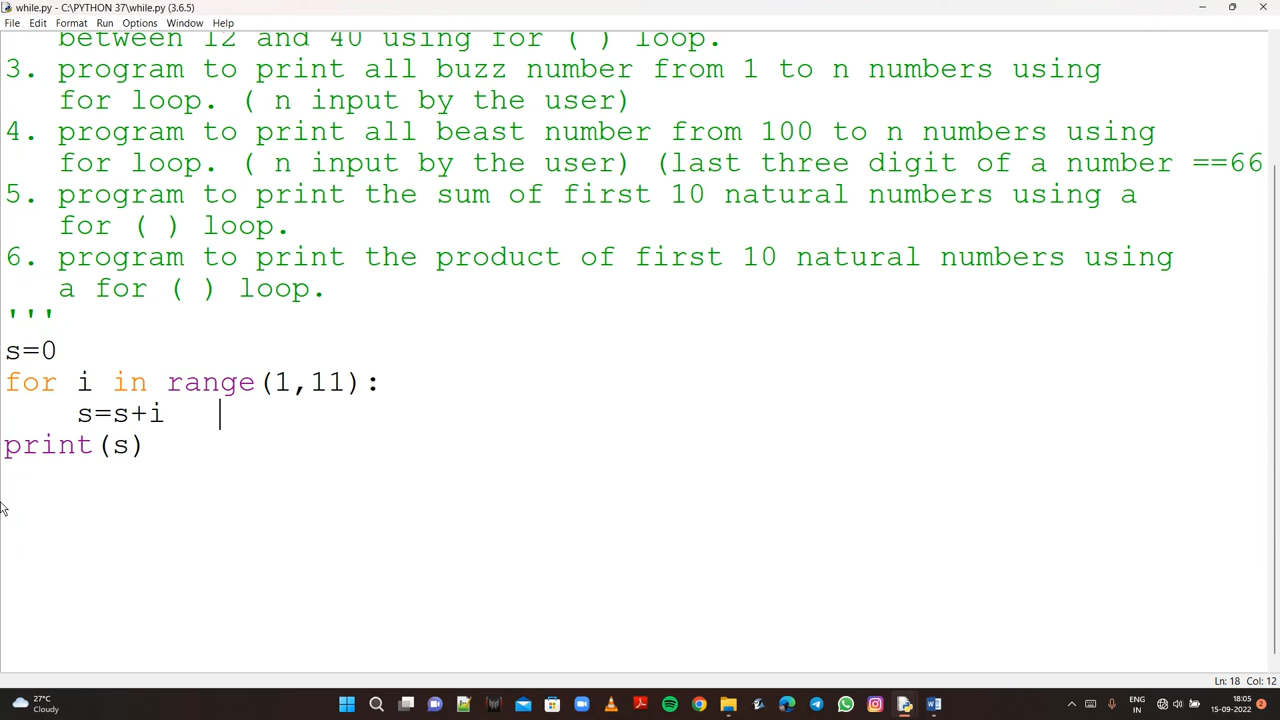 while.py - C:\PYTHON 37\while.py (3.6.5)
File Edit Format Run Options Window Help
between 12 and 40 using for ( ) loop.
3. program to print all buzz number from 1 to n numbers using
for loop. ( n input by the user)
4. program to print all beast number from 100 to n numbers using
for loop. ( n input by the user) (last three digit of a number ==66
5. program to print the sum of first 10 natural numbers using a
for ( ) loop.
6. program to print the product of first 10 natural numbers using
a for ( ) loop.
'''
s=0
for i in range(1,11):
s=s+i
print(s)
Ln: 18 Col: 12
27°C
Cloudy
ENG
IN
18:05
15-09-2022
2